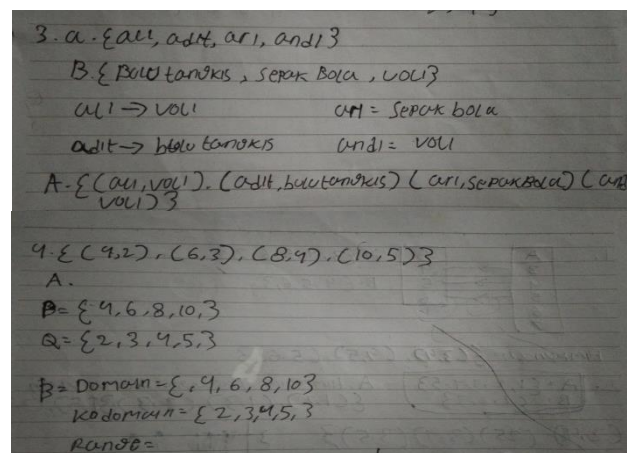 3. a. {ali, adit, ari, andi}
B. {Bulu tangkis, sepak Bola, voli}
ali → voli ari = sepak bola
adit → bulu tangkis andi = voli
A. {(ali, voli). (adit, bulutangkis) (ari, sepakBola) (and
voli)}
4. {(4,2), (6,3), (8,4). (10,5)}
A.
P = {4,6,8,10,}
Q = {2,3,4,5,}
B = Domain = {, 4, 6, 8, 10}
Kodomain = {2,3,4,5,}
Range =